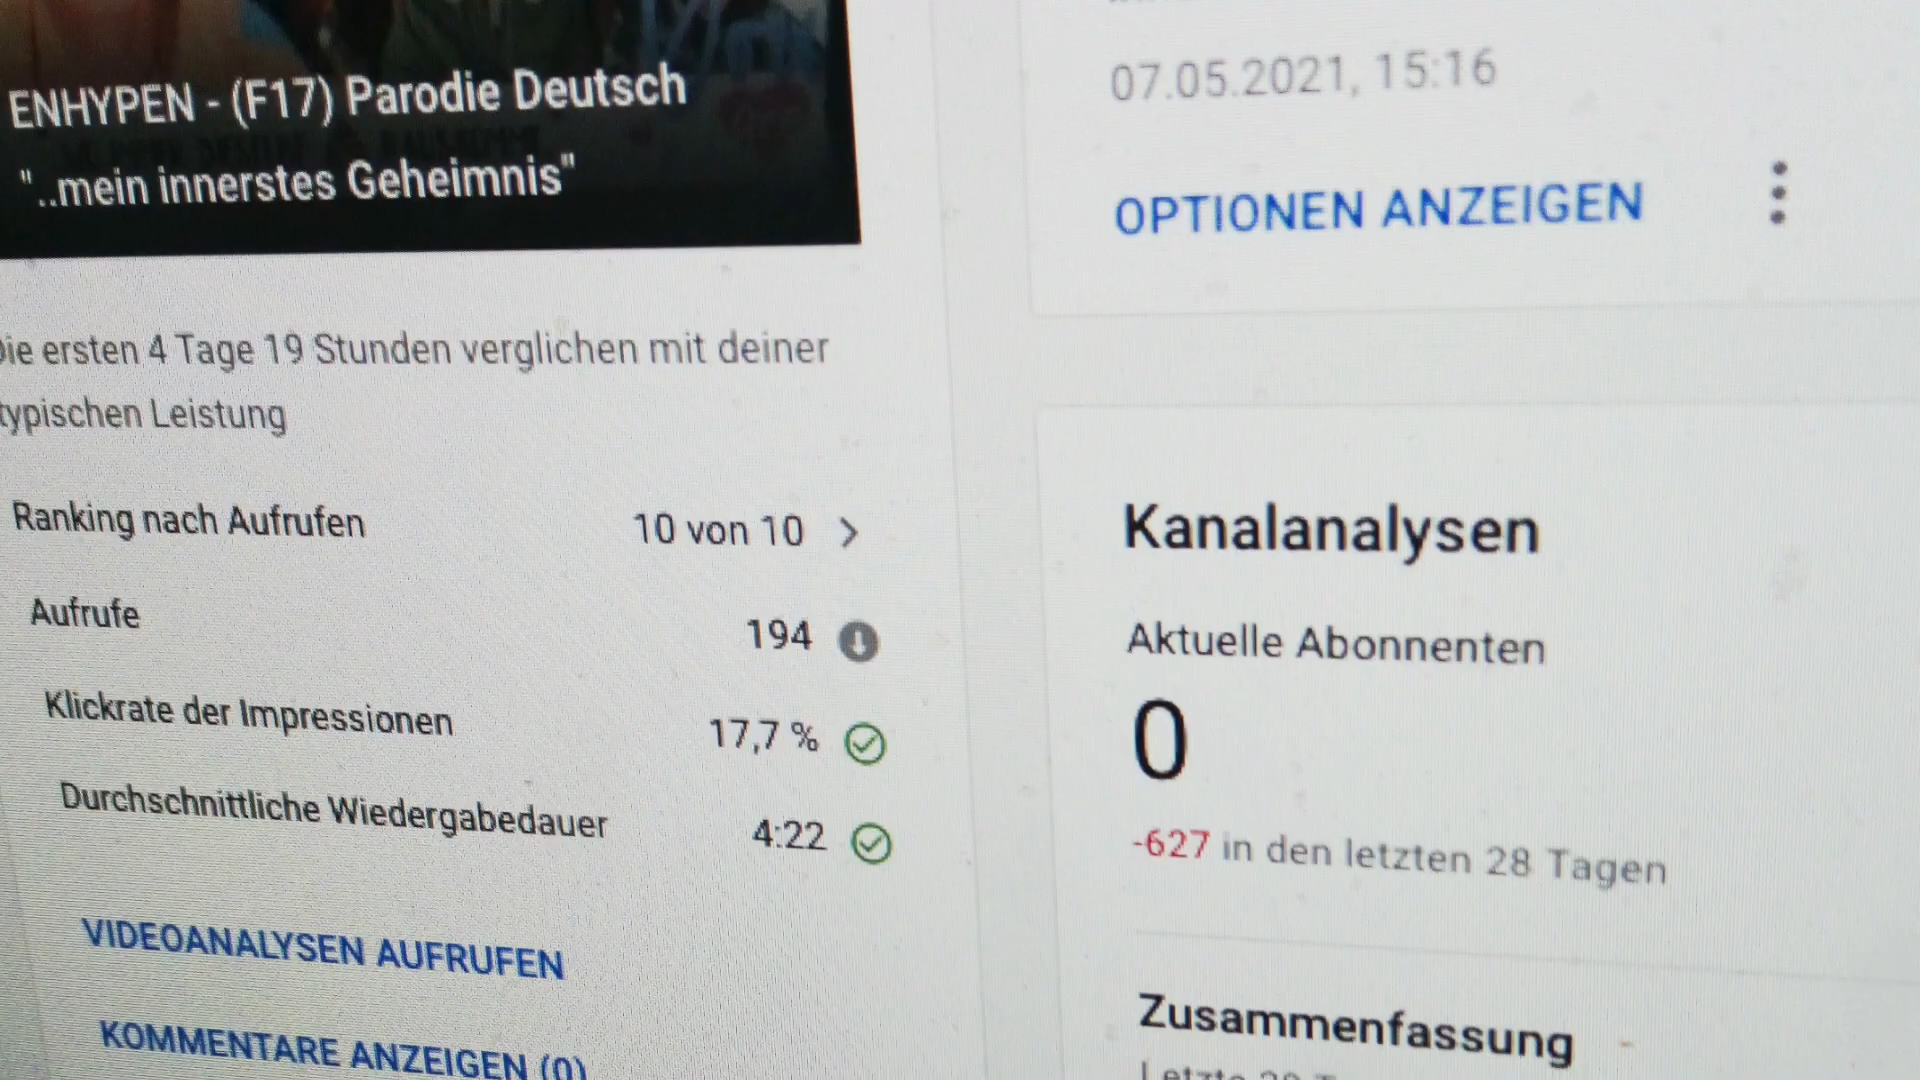 ENHYPEN - (F17) Parodie Deutsch
"..mein innerstes Geheimnis"
Die ersten 4 Tage 19 Stunden verglichen mit deiner
typischen Leistung
Ranking nach Aufrufen 10 von 10 >
Aufrufe 194
Klickrate der Impressionen 17,7 %
Durchschnittliche Wiedergabedauer 4:22
VIDEOANALYSEN AUFRUFEN
KOMMENTARE ANZEIGEN (0)
07.05.2021, 15:16
OPTIONEN ANZEIGEN
Kanalanalysen
Aktuelle Abonnenten
0
-627 in den letzten 28 Tagen
Zusammenfassung